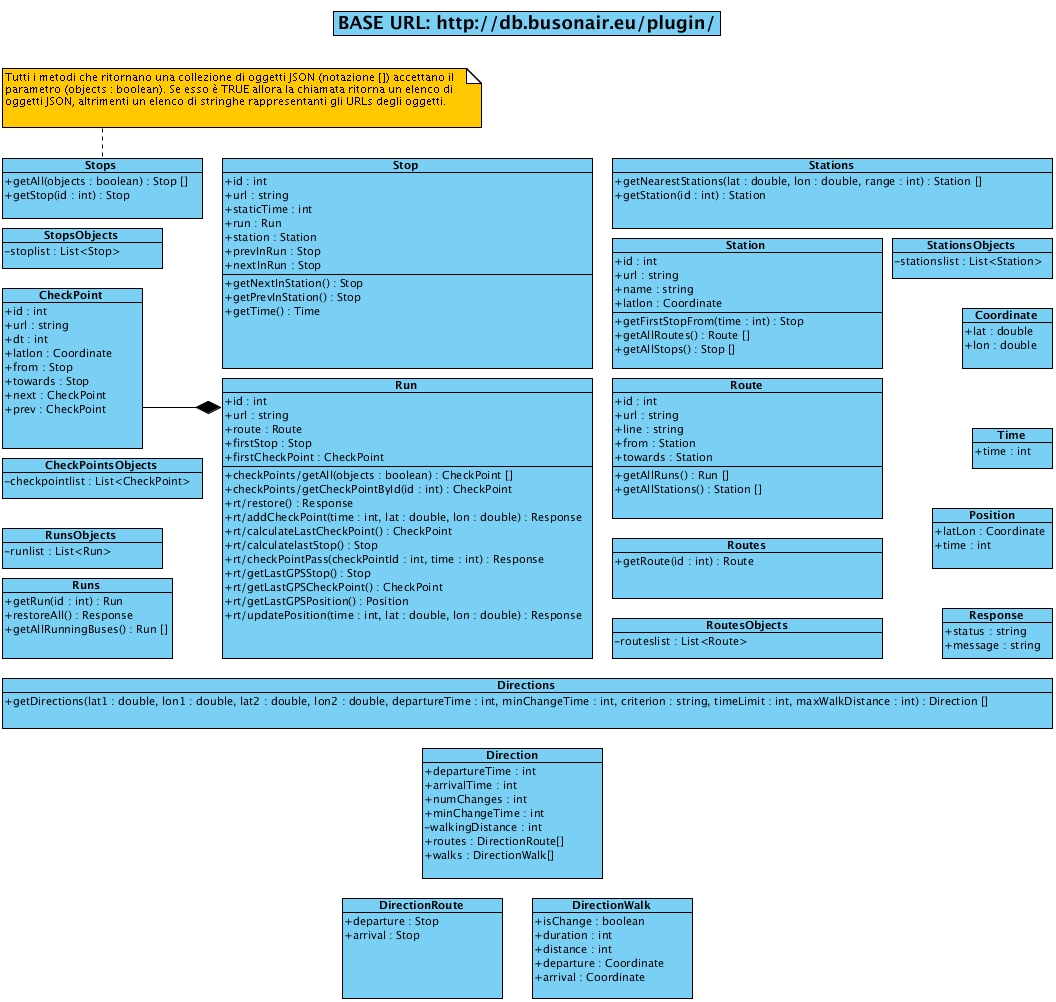 BASE URL: http://db.busonair.eu/plugin/
Tutti i metodi che ritornano una collezione di oggetti JSON (notazione []) accettano il
parametro (objects : boolean). Se esso è TRUE allora la chiamata ritorna un elenco di
oggetti JSON, altrimenti un elenco di stringhe rappresentanti gli URLs degli oggetti.
Stops
+getAll(objects : boolean) : Stop []
+getStop(id : int) : Stop
StopsObjects
-stoplist : List<Stop>
CheckPoint
+id : int
+url : string
+dt : int
+latlon : Coordinate
+from : Stop
+towards : Stop
+next : CheckPoint
+prev : CheckPoint
CheckPointsObjects
-checkpointlist : List<CheckPoint>
RunsObjects
-runlist : List<Run>
Runs
+getRun(id : int) : Run
+restoreAll() : Response
+getAllRunningBuses() : Run []
Stop
+id : int
+url : string
+staticTime : int
+run : Run
+station : Station
+prevInRun : Stop
+nextInRun : Stop
+getNextInStation() : Stop
+getPrevInStation() : Stop
+getTime() : Time
Run
+id : int
+url : string
+route : Route
+firstStop : Stop
+firstCheckPoint : CheckPoint
+checkPoints/getAll(objects : boolean) : CheckPoint []
+checkPoints/getCheckPointById(id : int) : CheckPoint
+rt/restore() : Response
+rt/addCheckPoint(time : int, lat : double, lon : double) : Response
+rt/calculateLastCheckPoint() : CheckPoint
+rt/calculatelastStop() : Stop
+rt/checkPointPass(checkPointId : int, time : int) : Response
+rt/getLastGPSStop() : Stop
+rt/getLastGPSCheckPoint() : CheckPoint
+rt/getLastGPSPosition() : Position
+rt/updatePosition(time : int, lat : double, lon : double) : Response
Stations
+getNearestStations(lat : double, lon : double, range : int) : Station []
+getStation(id : int) : Station
Station
+id : int
+url : string
+name : string
+latlon : Coordinate
+getFirstStopFrom(time : int) : Stop
+getAllRoutes() : Route []
+getAllStops() : Stop []
StationsObjects
-stationslist : List<Station>
Coordinate
+lat : double
+lon : double
Route
+id : int
+url : string
+line : string
+from : Station
+towards : Station
+getAllRuns() : Run []
+getAllStations() : Station []
Time
+time : int
Position
+latLon : Coordinate
+time : int
Routes
+getRoute(id : int) : Route
RoutesObjects
-routeslist : List<Route>
Response
+status : string
+message : string
Directions
+getDirections(lat1 : double, lon1 : double, lat2 : double, lon2 : double, departureTime : int, minChangeTime : int, criterion : string, timeLimit : int, maxWalkDistance : int) : Direction []
Direction
+departureTime : int
+arrivalTime : int
+numChanges : int
+minChangeTime : int
-walkingDistance : int
+routes : DirectionRoute[]
+walks : DirectionWalk[]
DirectionRoute
+departure : Stop
+arrival : Stop
DirectionWalk
+isChange : boolean
+duration : int
+distance : int
+departure : Coordinate
+arrival : Coordinate